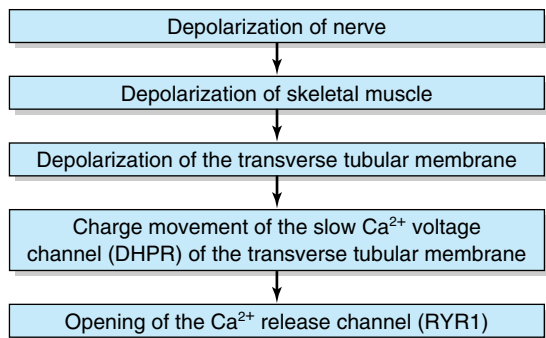 Depolarization of nerve
Depolarization of skeletal muscle
Depolarization of the transverse tubular membrane
Charge movement of the slow Ca²⁺ voltage
channel (DHPR) of the transverse tubular membrane
Opening of the Ca²⁺ release channel (RYR1)